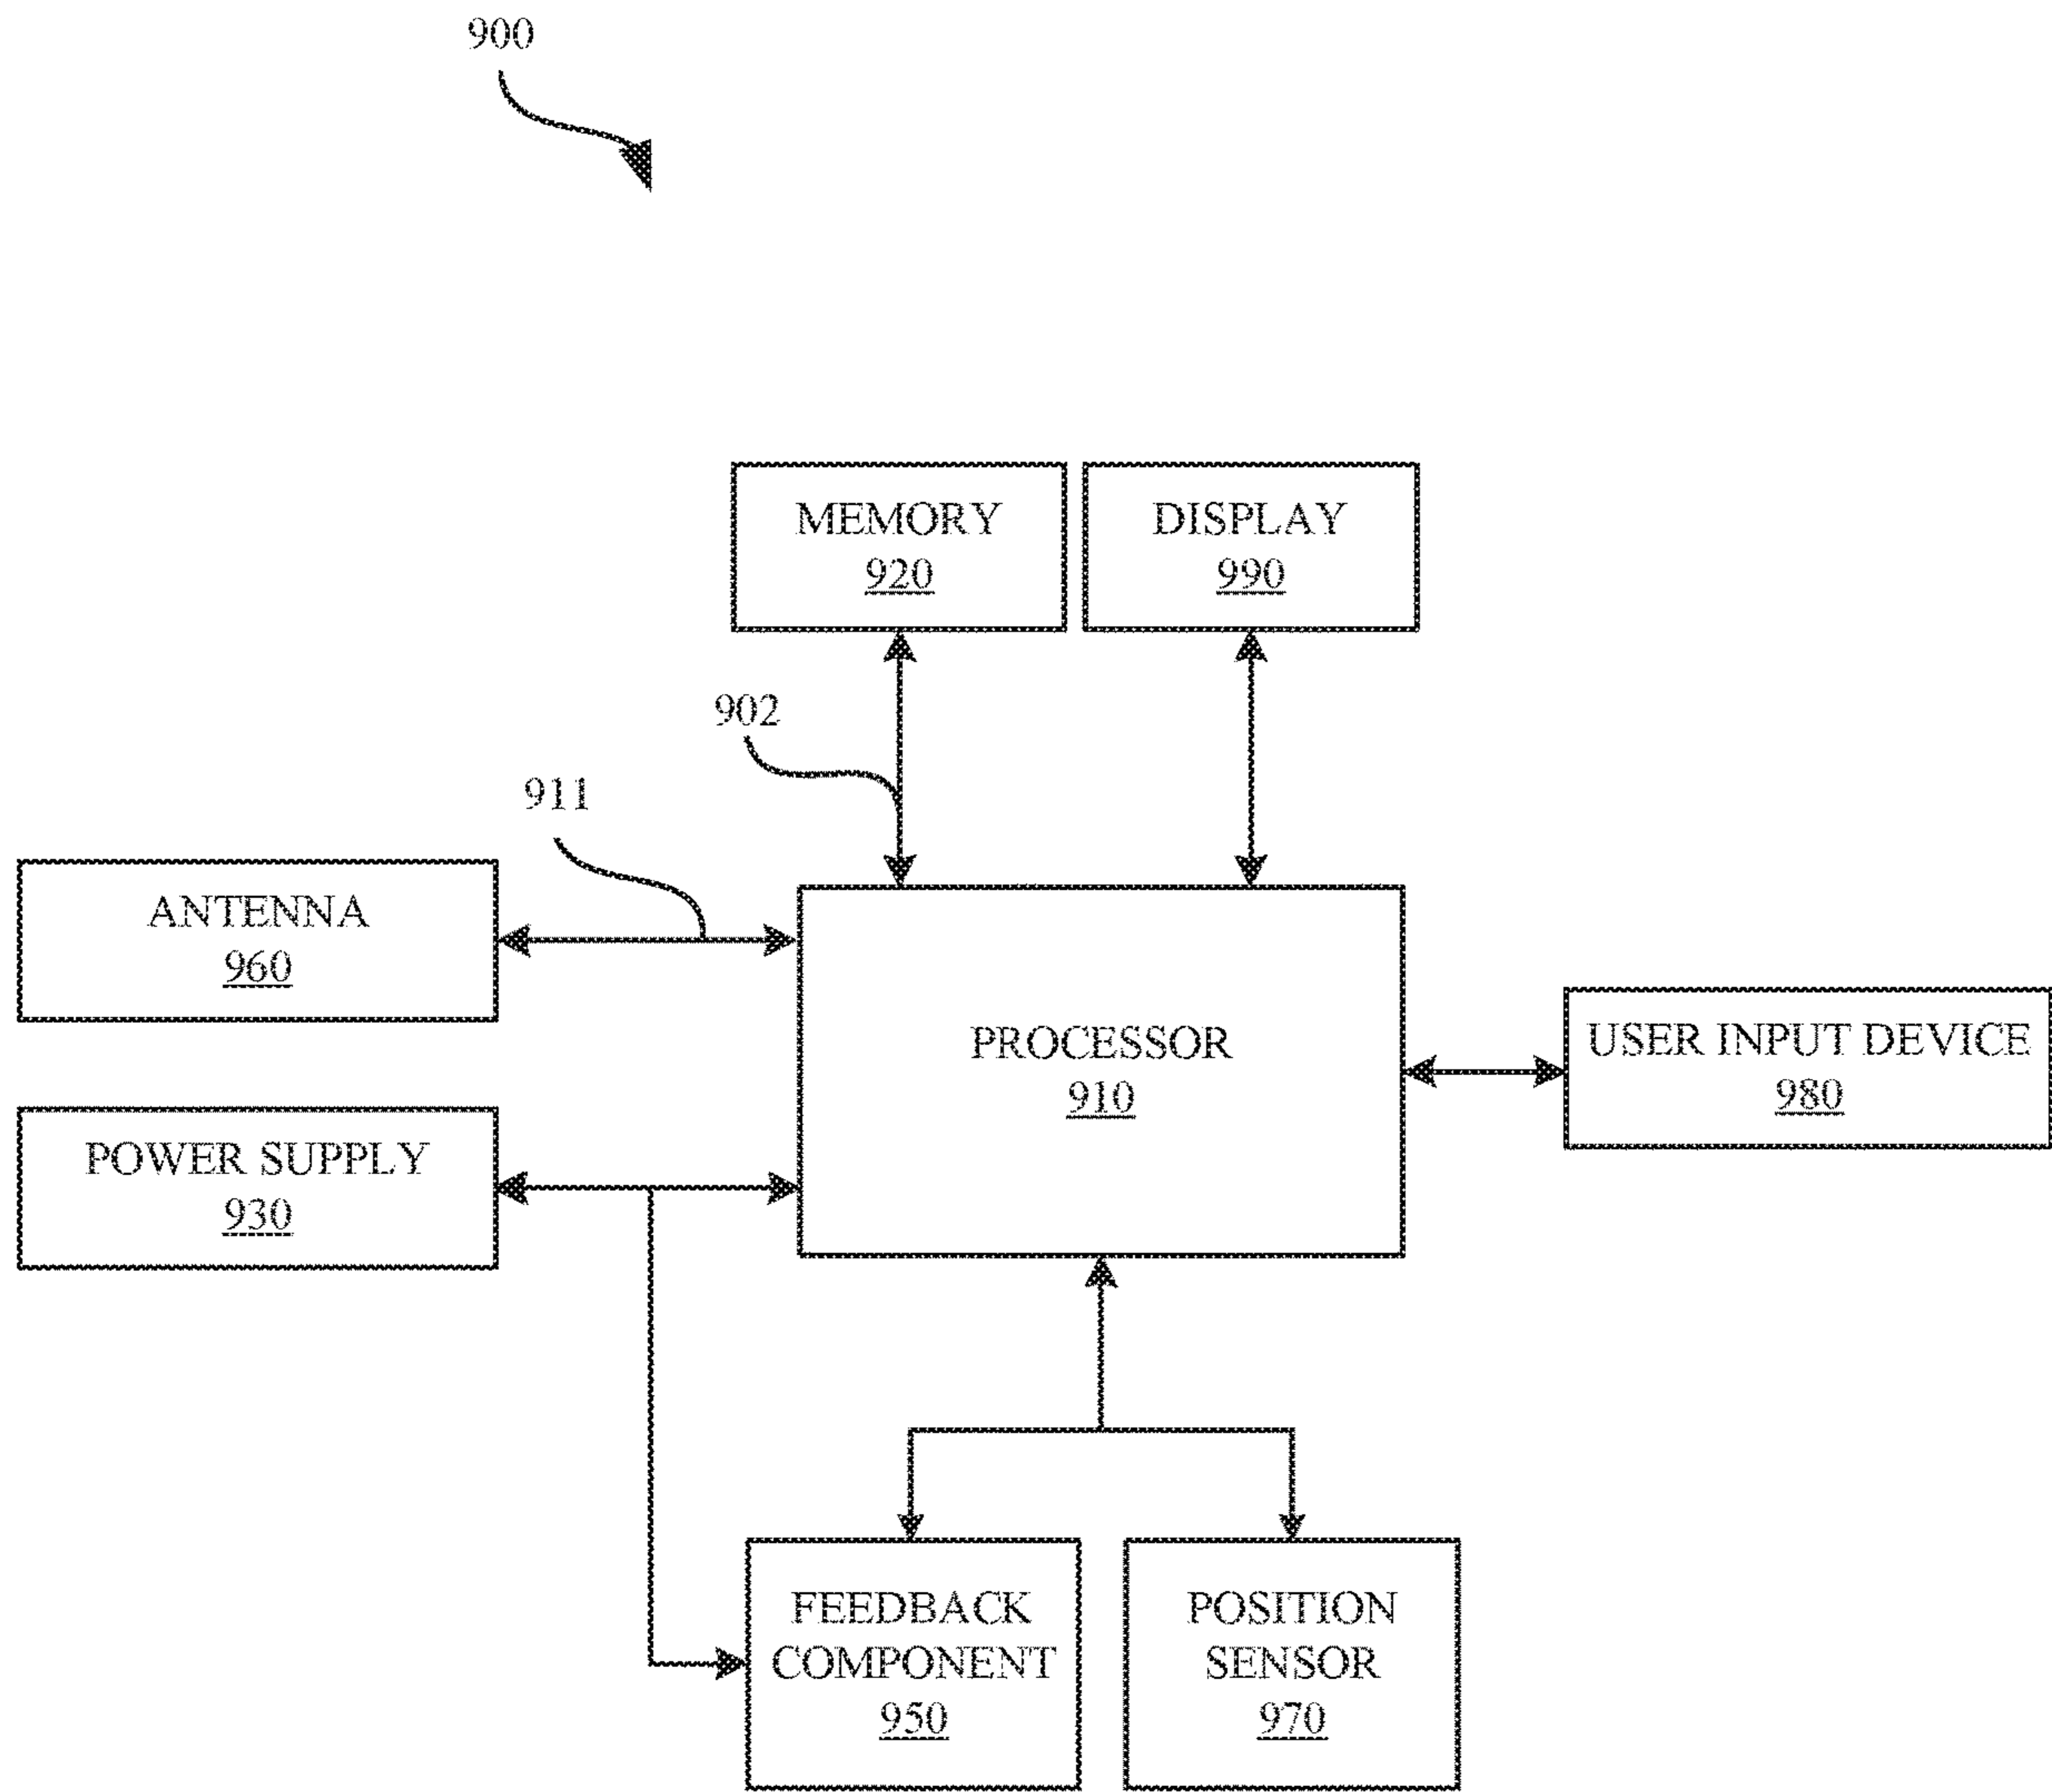 900
MEMORY
920
DISPLAY
990
902
911
ANTENNA
960
PROCESSOR
910
USER INPUT DEVICE
980
POWER SUPPLY
930
FEEDBACK
COMPONENT
950
POSITION
SENSOR
970